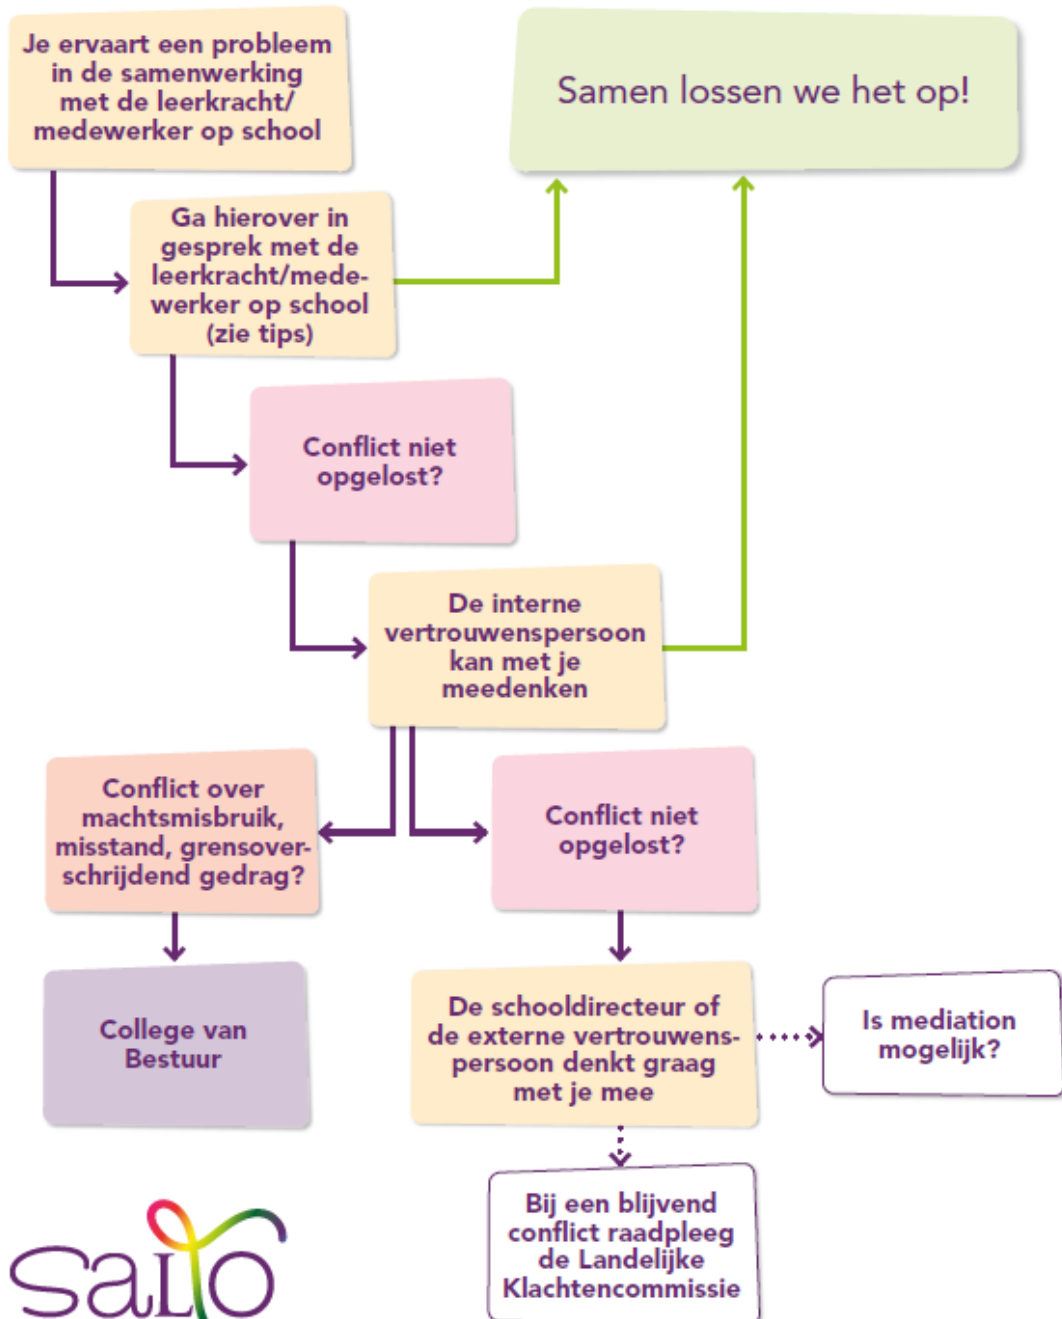 Je ervaart een probleem
in de samenwerking
met de leerkracht/
medewerker op school
Samen lossen we het op!
Ga hierover in
gesprek met de
leerkracht/mede-
werker op school
(zie tips)
Conflict niet
opgelost?
De interne
vertrouwenspersoon
kan met je
meedenken
Conflict over
machtsmisbruik,
misstand, grensover-
schrijdend gedrag?
Conflict niet
opgelost?
College van
Bestuur
De schooldirecteur of
de externe vertrouwens-
persoon denkt graag
met je mee
Is mediation
mogelijk?
Bij een blijvend
conflict raadpleeg
de Landelijke
Klachtencommissie
SALTO